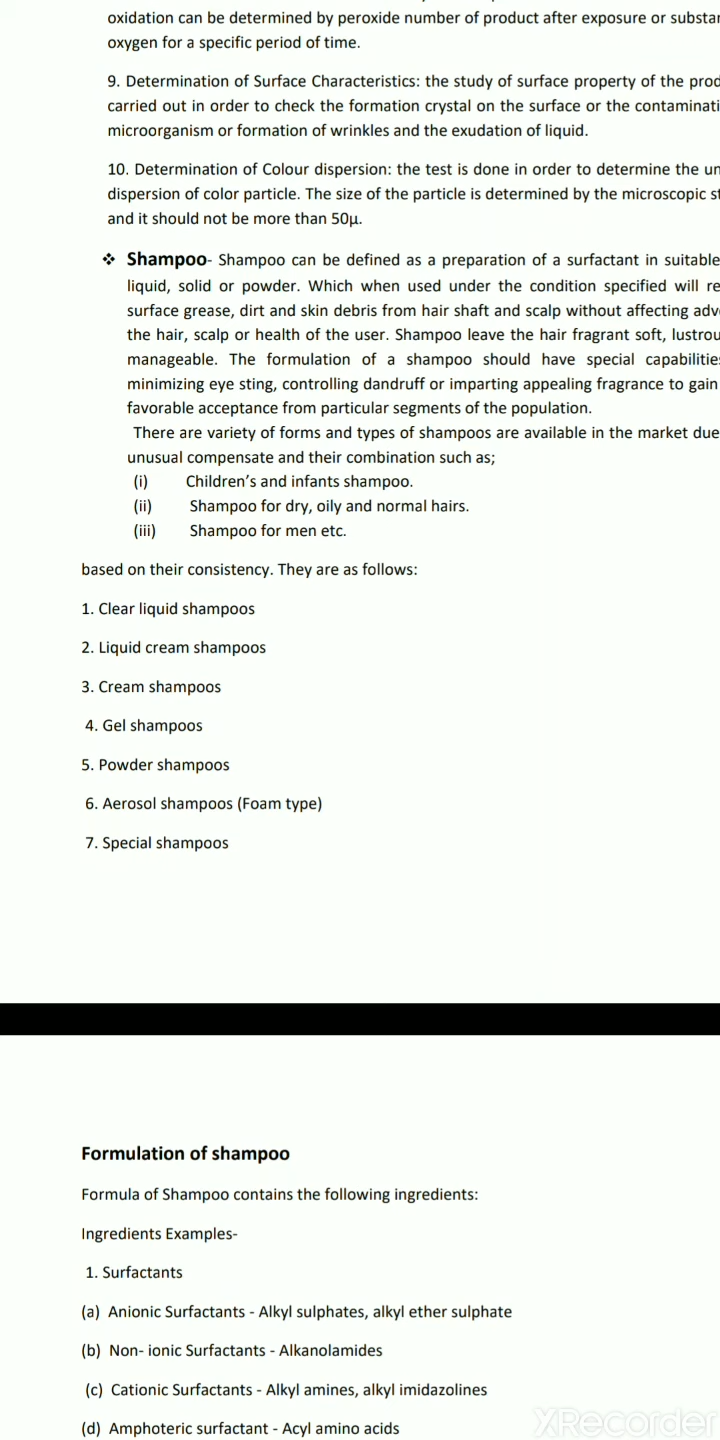 oxidation can be determined by peroxide number of product after exposure or
oxygen for a specific period of time.
9. Determination of Surface Characteristics: the study of surface property of the
carried out in order to check the formation crystal on the surface or the
microorganism or formation of wrinkles and the exudation of liquid.
10. Determination of Colour dispersion: the test is done in order to determine the
dispersion of color particle. The size of the particle is determined by the microscopic
and it should not be more than 50μ.
❖ Shampoo- Shampoo can be defined as a preparation of a surfactant in suitable
liquid, solid or powder. Which when used under the condition specified will
surface grease, dirt and skin debris from hair shaft and scalp without affecting
the hair, scalp or health of the user. Shampoo leave the hair fragrant soft,
manageable. The formulation of a shampoo should have special
minimizing eye sting, controlling dandruff or imparting appealing fragrance to gain
favorable acceptance from particular segments of the population.
There are variety of forms and types of shampoos are available in the market due
unusual compensate and their combination such as;
(i) Children's and infants shampoo.
(ii) Shampoo for dry, oily and normal hairs.
(iii) Shampoo for men etc.
based on their consistency. They are as follows:
1. Clear liquid shampoos
2. Liquid cream shampoos
3. Cream shampoos
4. Gel shampoos
5. Powder shampoos
6. Aerosol shampoos (Foam type)
7. Special shampoos
Formulation of shampoo
Formula of Shampoo contains the following ingredients:
Ingredients Examples-
1. Surfactants
(a) Anionic Surfactants - Alkyl sulphates, alkyl ether sulphate
(b) Non- ionic Surfactants - Alkanolamides
(c) Cationic Surfactants - Alkyl amines, alkyl imidazolines
(d) Amphoteric surfactant - Acyl amino acids
XRecorder